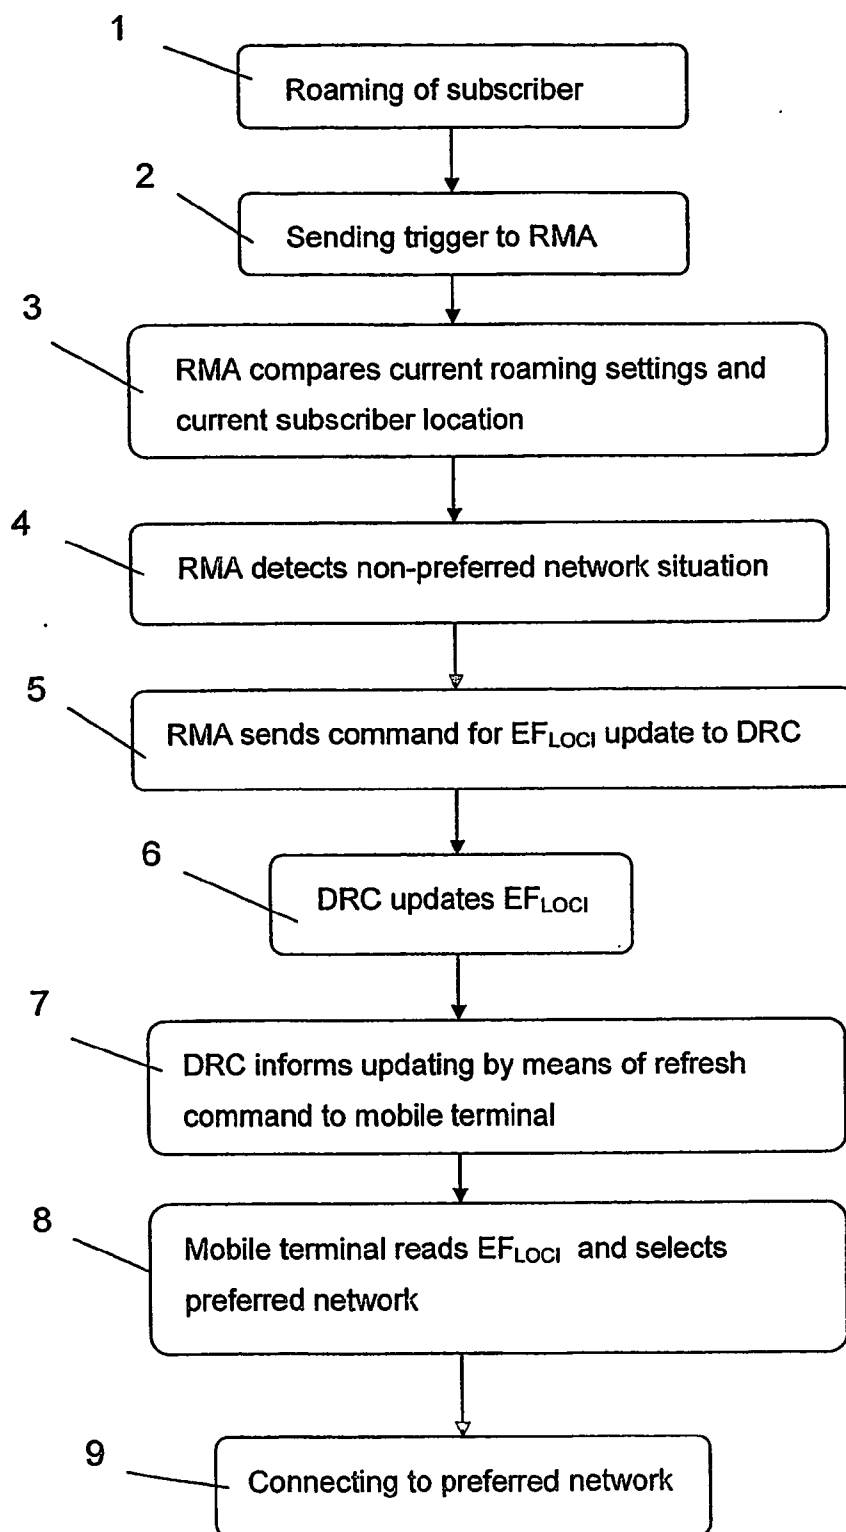 1
Roaming of subscriber
2
Sending trigger to RMA
3
RMA compares current roaming settings and
current subscriber location
4
RMA detects non-preferred network situation
5
RMA sends command for EFLOCI update to DRC
6
DRC updates EFLOCI
7
DRC informs updating by means of refresh
command to mobile terminal
8
Mobile terminal reads EFLOCI and selects
preferred network
9
Connecting to preferred network